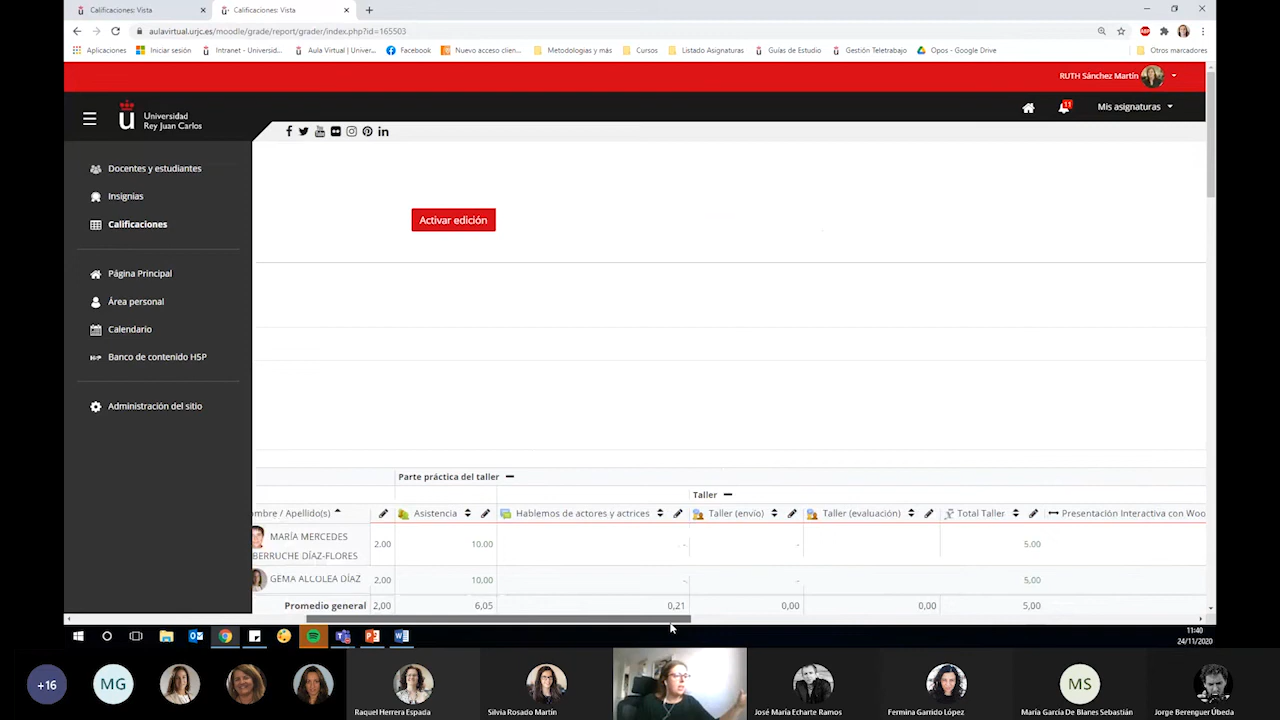 Calificaciones: Vista
Calificaciones: Vista
aulavirtual.urjc.es/moodle/grade/report/grader/index.php?id=165503
ABP
Aplicaciones
Iniciar sesión
Intranet - Universid...
Aula Virtual | Univer...
Facebook
Nuevo acceso clien...
Metodologias y más
Cursos
Listado Asignaturas
Guías de Estudio
Gestión Teletrabajo
Opos - Google Drive
Otros marcadores
RUTH Sánchez Martín
Universidad
Rey Juan Carlos
11
Mis asignaturas
Docentes y estudiantes
Insignias
Calificaciones
Página Principal
Área personal
Calendario
Banco de contenido H5P
Administración del sitio
Activar edición
Parte práctica del taller
Taller
mbre / Apellido(s)
Asistencia
Hablemos de actores y actrices
Taller (envío)
Taller (evaluación)
Total Taller
Presentación Interactiva con Woo
MARÍA MERCEDES
BERRUCHE DÍAZ-FLORES
2.00
10.00
-
-
5.00
GEMA ALCOLEA DÍAZ
2,00
10,00
-
-
5,00
Promedio general
2,00
6,05
0,21
0,00
0,00
5,00
11:40
24/11/2020
+16
MG
Raquel Herrera Espada
Silvia Rosado Martín
José María Echarte Ramos
Fermina Garrido López
MS
María García De Blanes Sebastián
Jorge Berenguer Úbeda